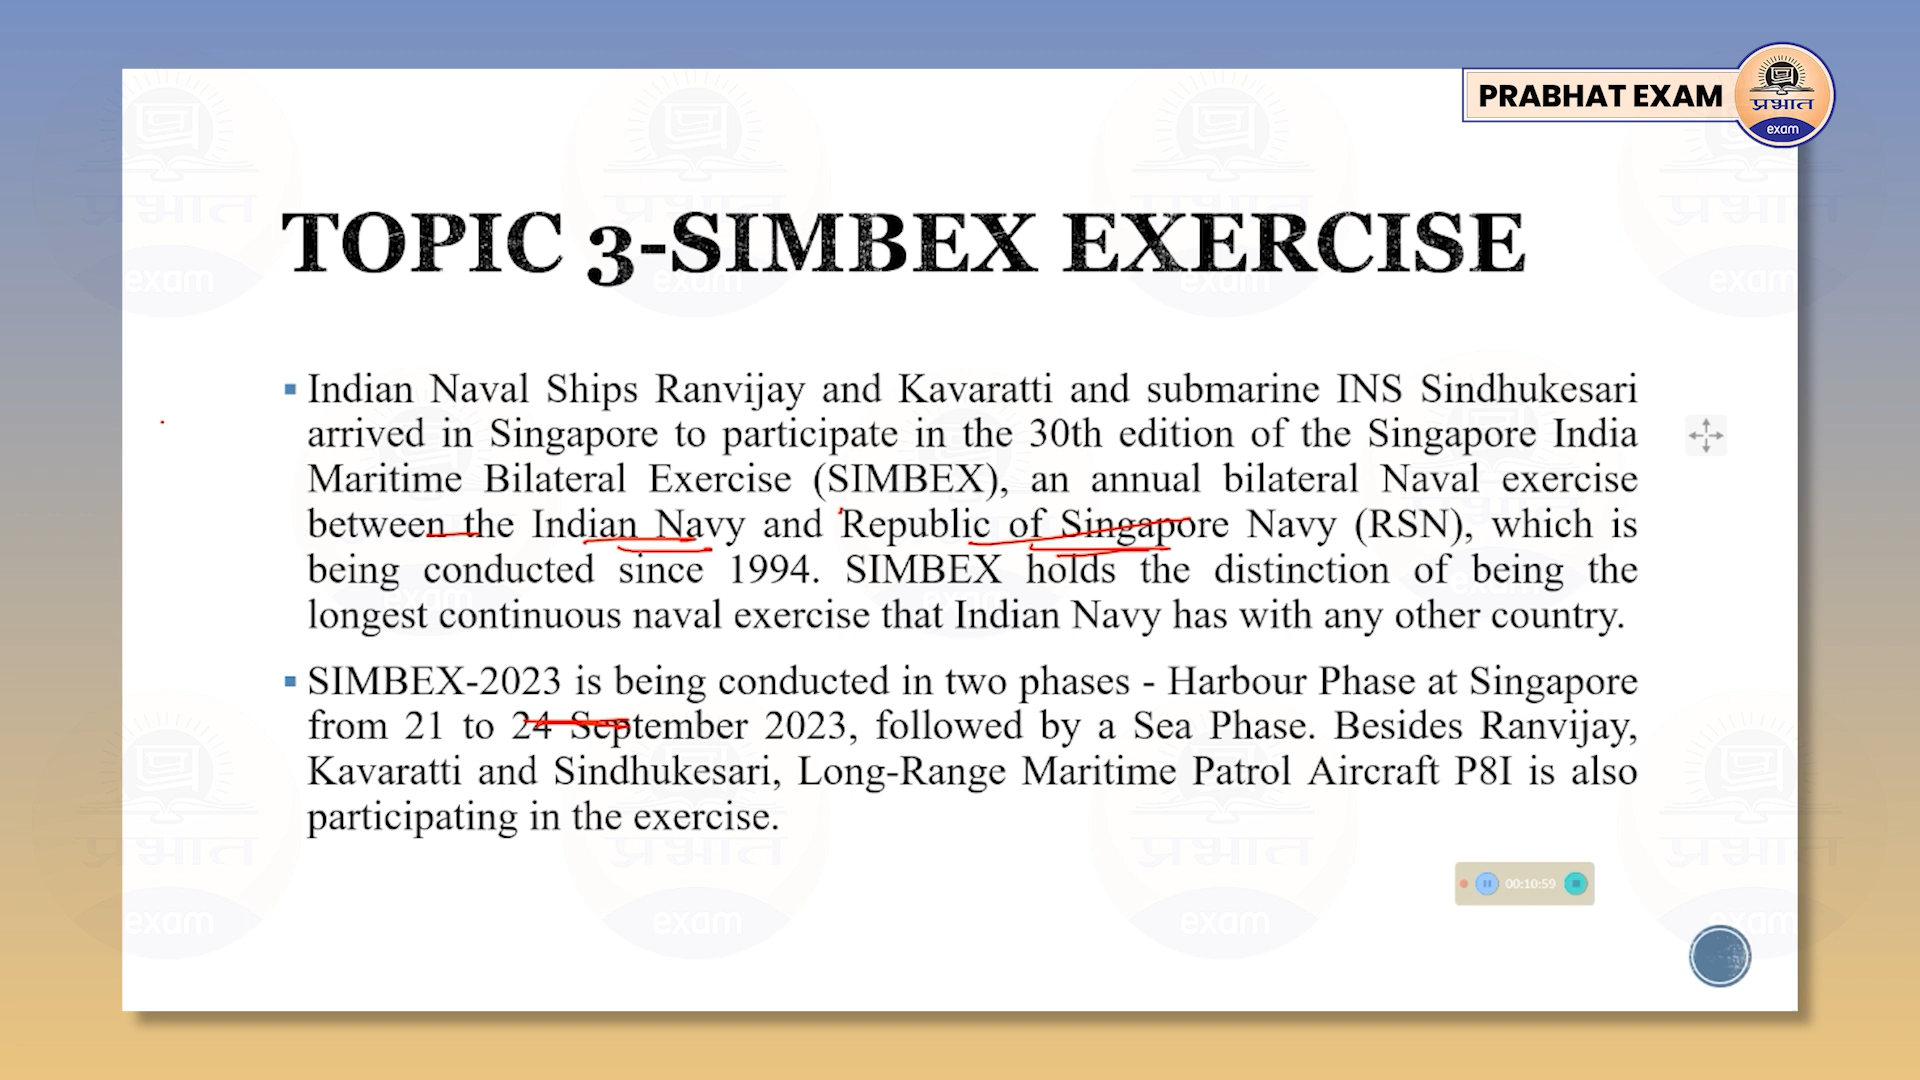 PRABHAT EXAM
प्रभात
exam
TOPIC 3-SIMBEX EXERCISE
Indian Naval Ships Ranvijay and Kavaratti and submarine INS Sindhukesari
arrived in Singapore to participate in the 30th edition of the Singapore India
Maritime Bilateral Exercise (SIMBEX), an annual bilateral Naval exercise
between the Indian Navy and Republic of Singapore Navy (RSN), which is
being conducted since 1994. SIMBEX holds the distinction of being the
longest continuous naval exercise that Indian Navy has with any other country.
SIMBEX-2023 is being conducted in two phases - Harbour Phase at Singapore
from 21 to 24 September 2023, followed by a Sea Phase. Besides Ranvijay,
Kavaratti and Sindhukesari, Long-Range Maritime Patrol Aircraft P8I is also
participating in the exercise.
00:10:59